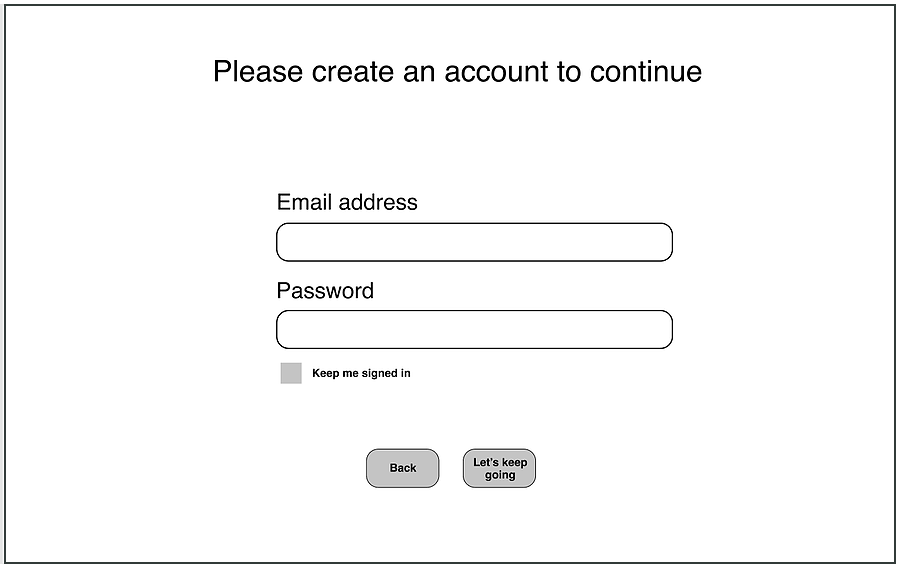 Please create an account to continue
Email address
Password
Keep me signed in
Back
Let's keep
going